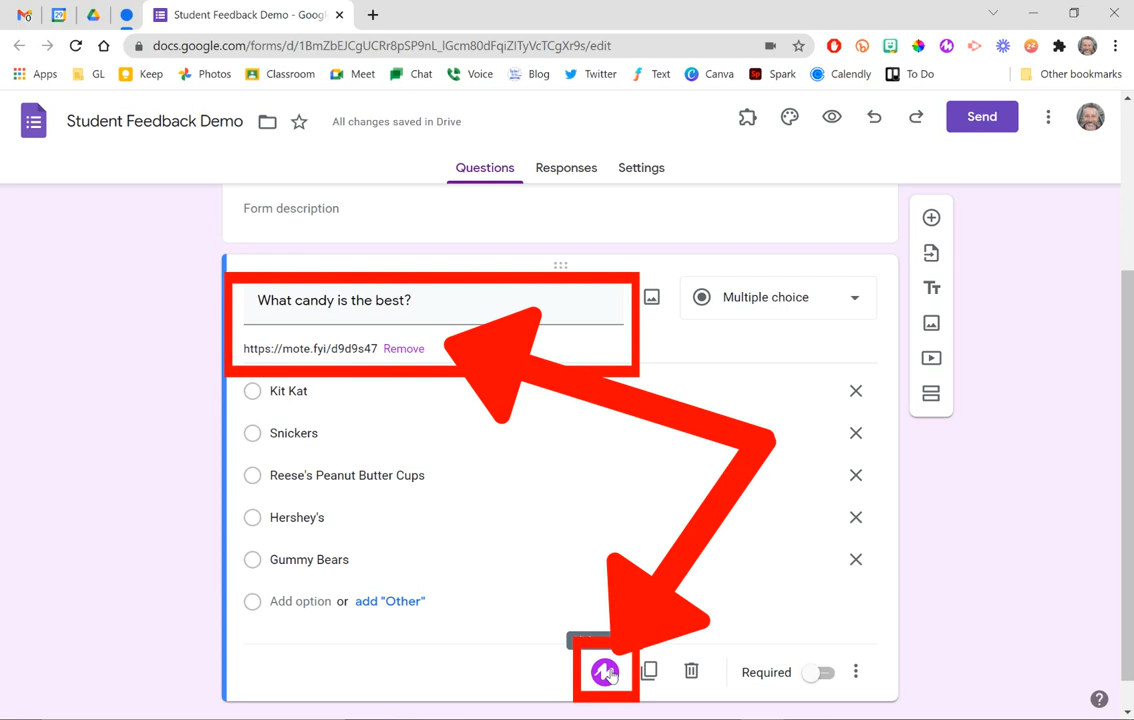 Student Feedback Demo - Goog
docs.google.com/forms/d/1BmZbEJCgUCRr8pSP9nL_lGcm80dFqiZITyVcTCgXr9s/edit
Apps GL Keep Photos Classroom Meet Chat Voice Blog Twitter Text Canva Spark Calendly To Do Other bookmarks
Student Feedback Demo All changes saved in Drive Send
Questions Responses Settings
Form description
What candy is the best? Multiple choice
https://mote.fyi/d9d9s47 Remove
Kit Kat
Snickers
Reese's Peanut Butter Cups
Hershey's
Gummy Bears
Add option or add "Other"
Required